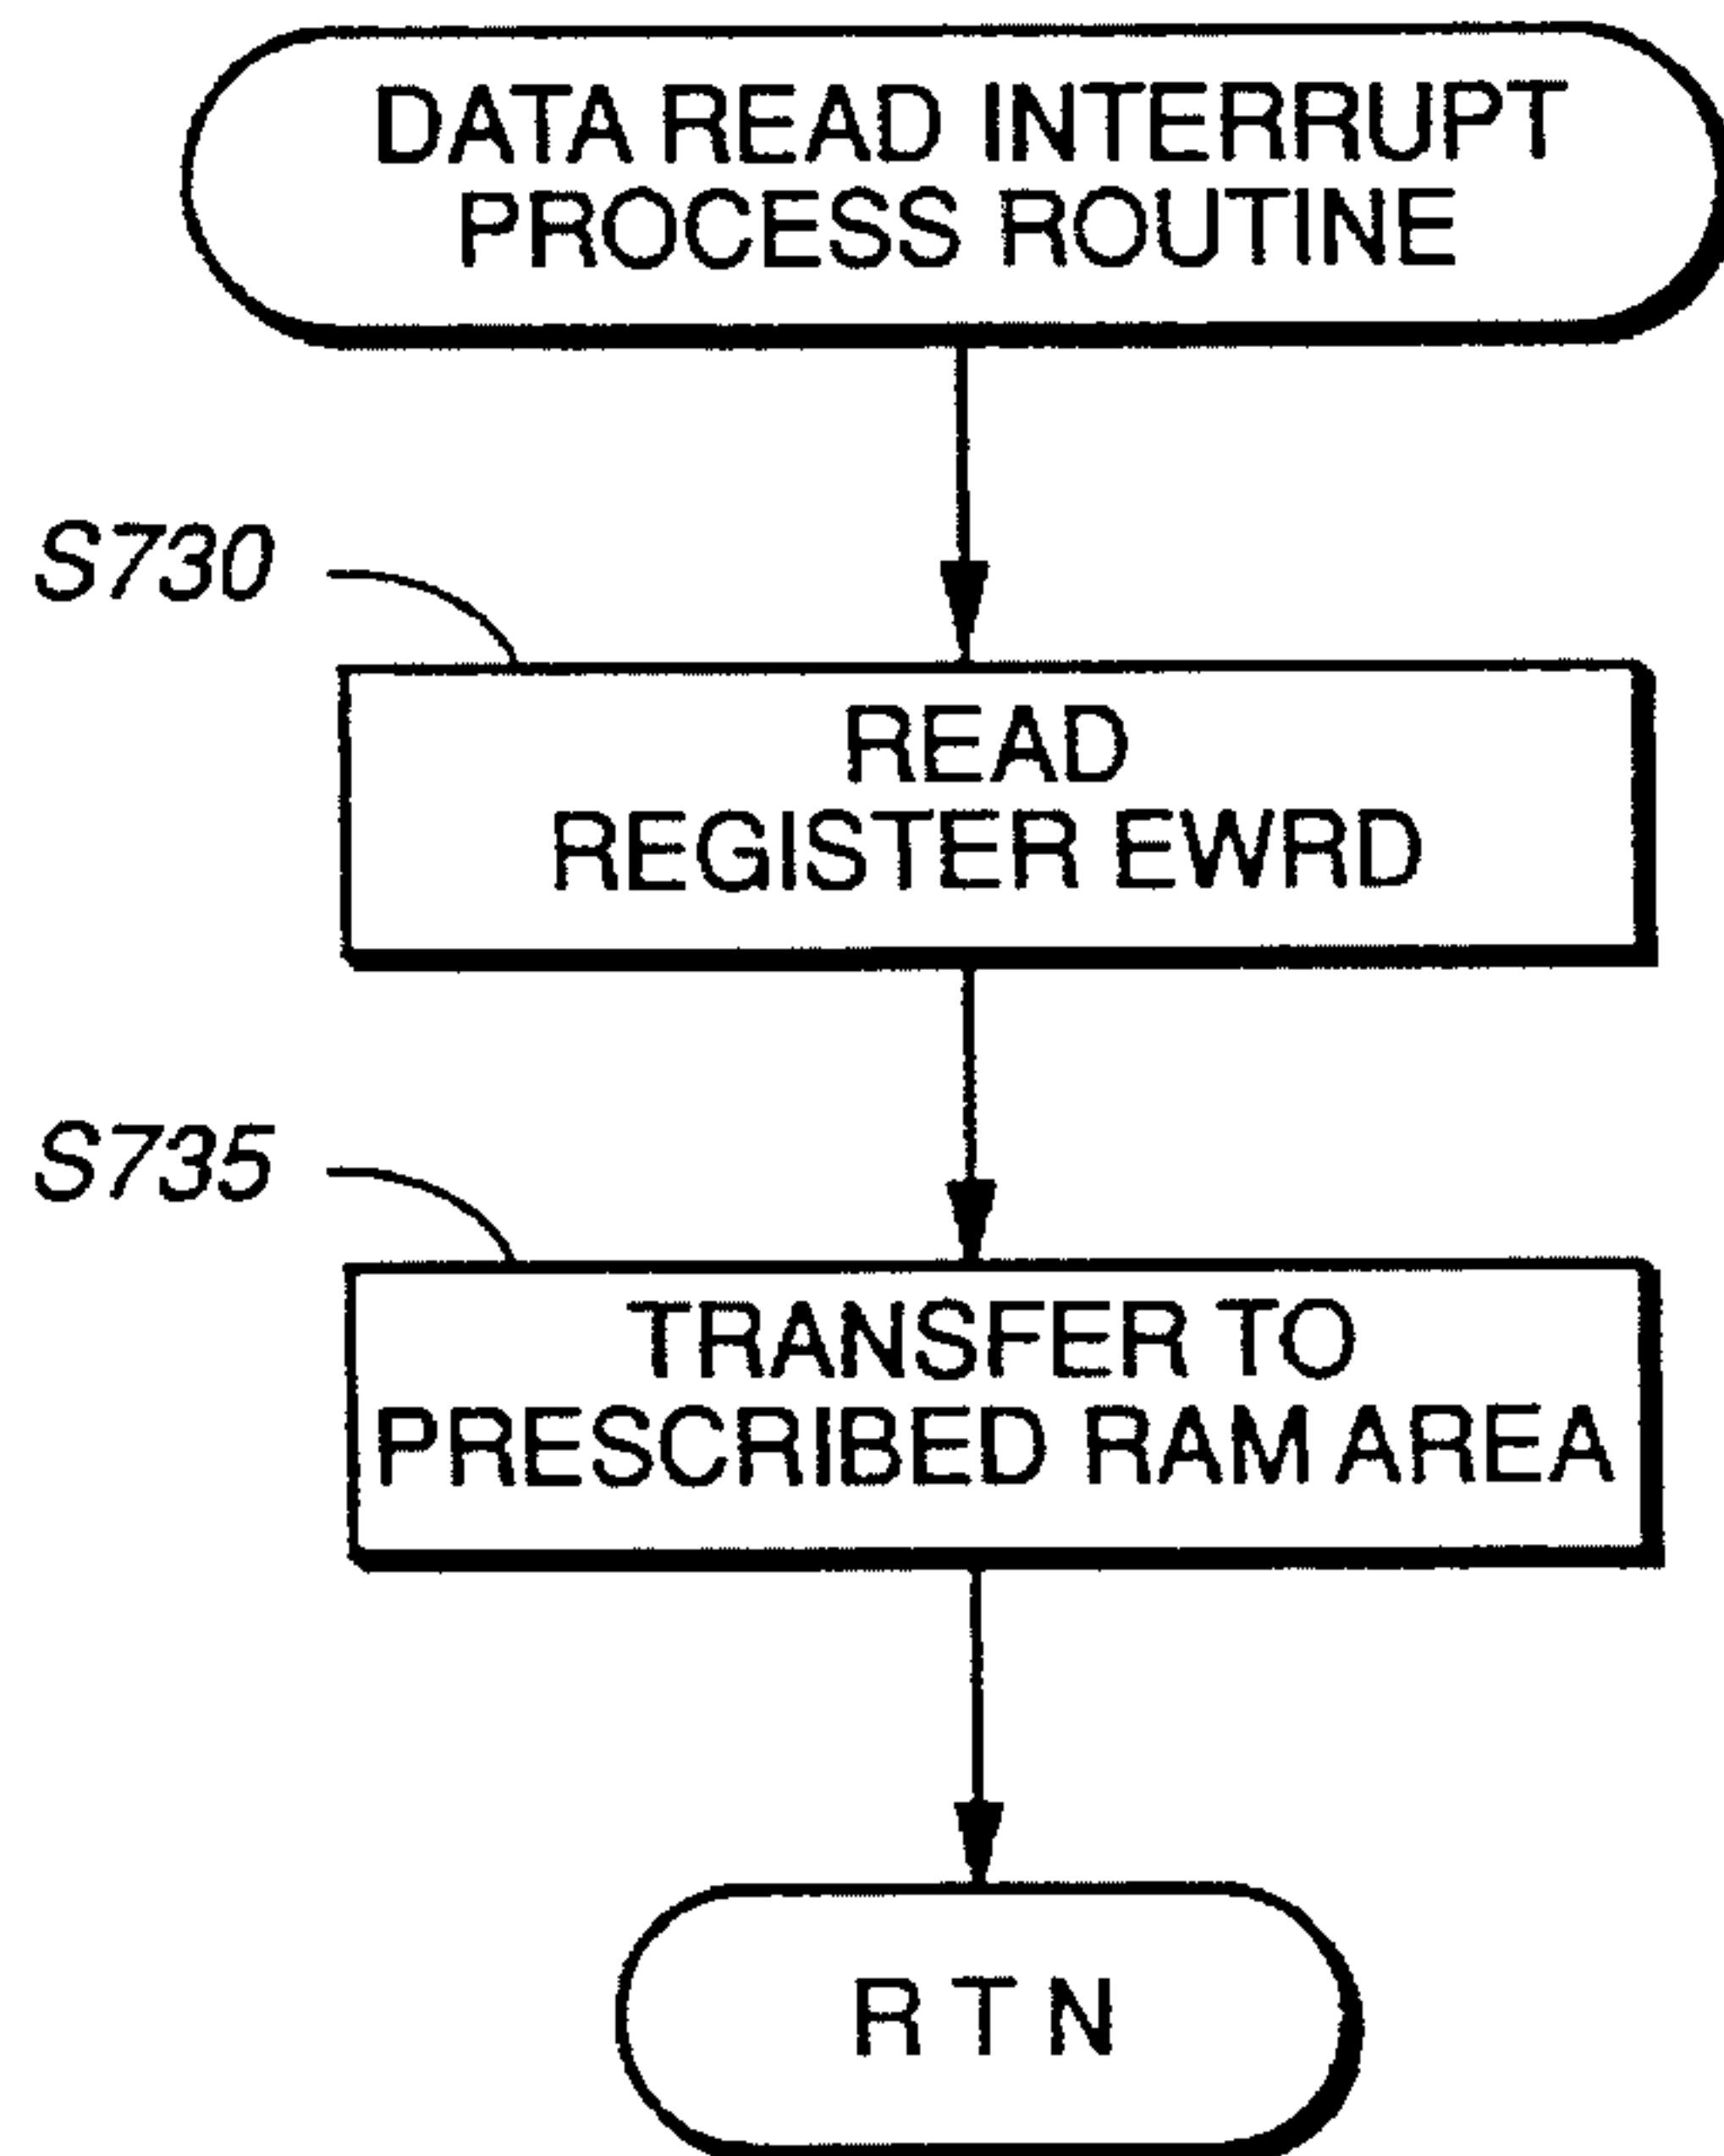 DATA READ INTERRUPT
PROCESS ROUTINE
S730
READ
REGISTER EWRD
S735
TRANSFER TO
PRESCRIBED RAM AREA
RTN